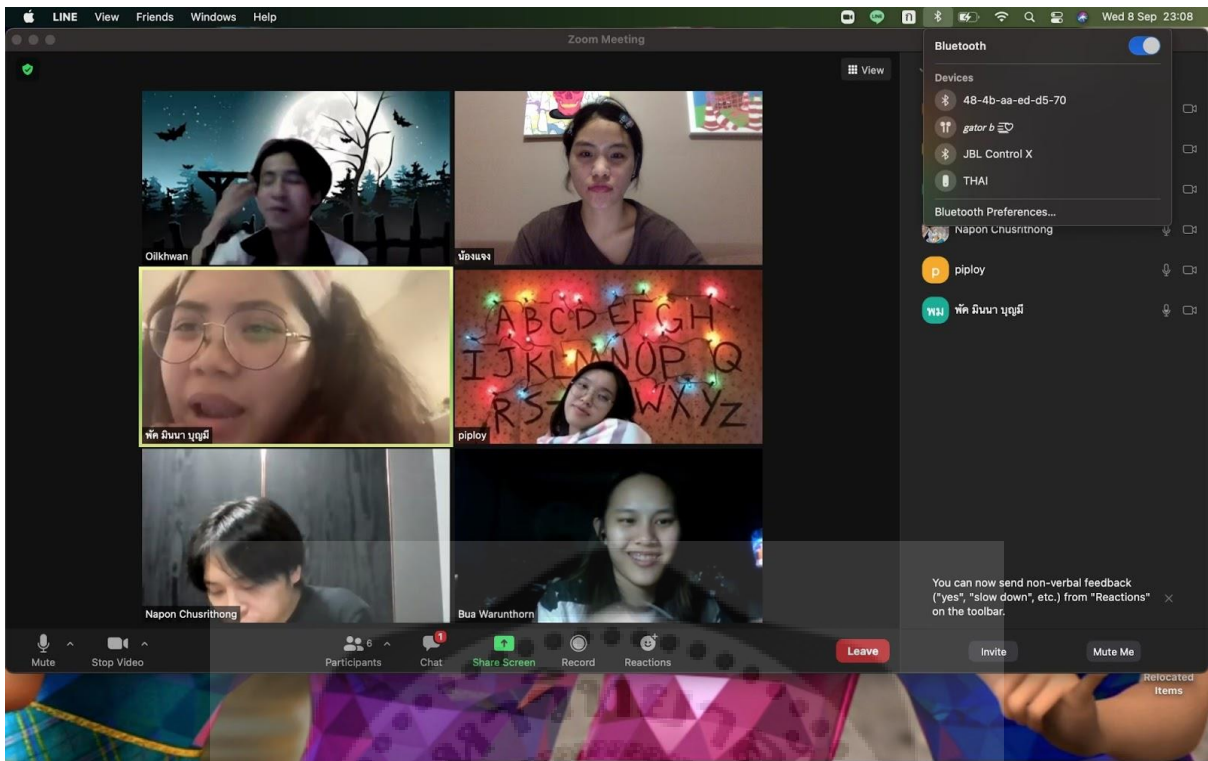 LINE View Friends Windows Help
Wed 8 Sep 23:08
Zoom Meeting
View
Bluetooth
Devices
48-4b-aa-ed-d5-70
gator b
JBL Control X
THAI
Bluetooth Preferences...
Oilkhwan
น้องแจง
พัด มินนา บุญมี
piploy
A B C D E F G H
I J K L M N O P Q
R S W X Y Z
Napon Chusrithong
Bua Warunthorn
Napon Chusrithong
p piploy
พม พัด มินนา บุญมี
You can now send non-verbal feedback
("yes", "slow down", etc.) from "Reactions"
on the toolbar.
Mute
Stop Video
6
Participants
1
Chat
Share Screen
Record
Reactions
Leave
Invite
Mute Me
Relocated
Items